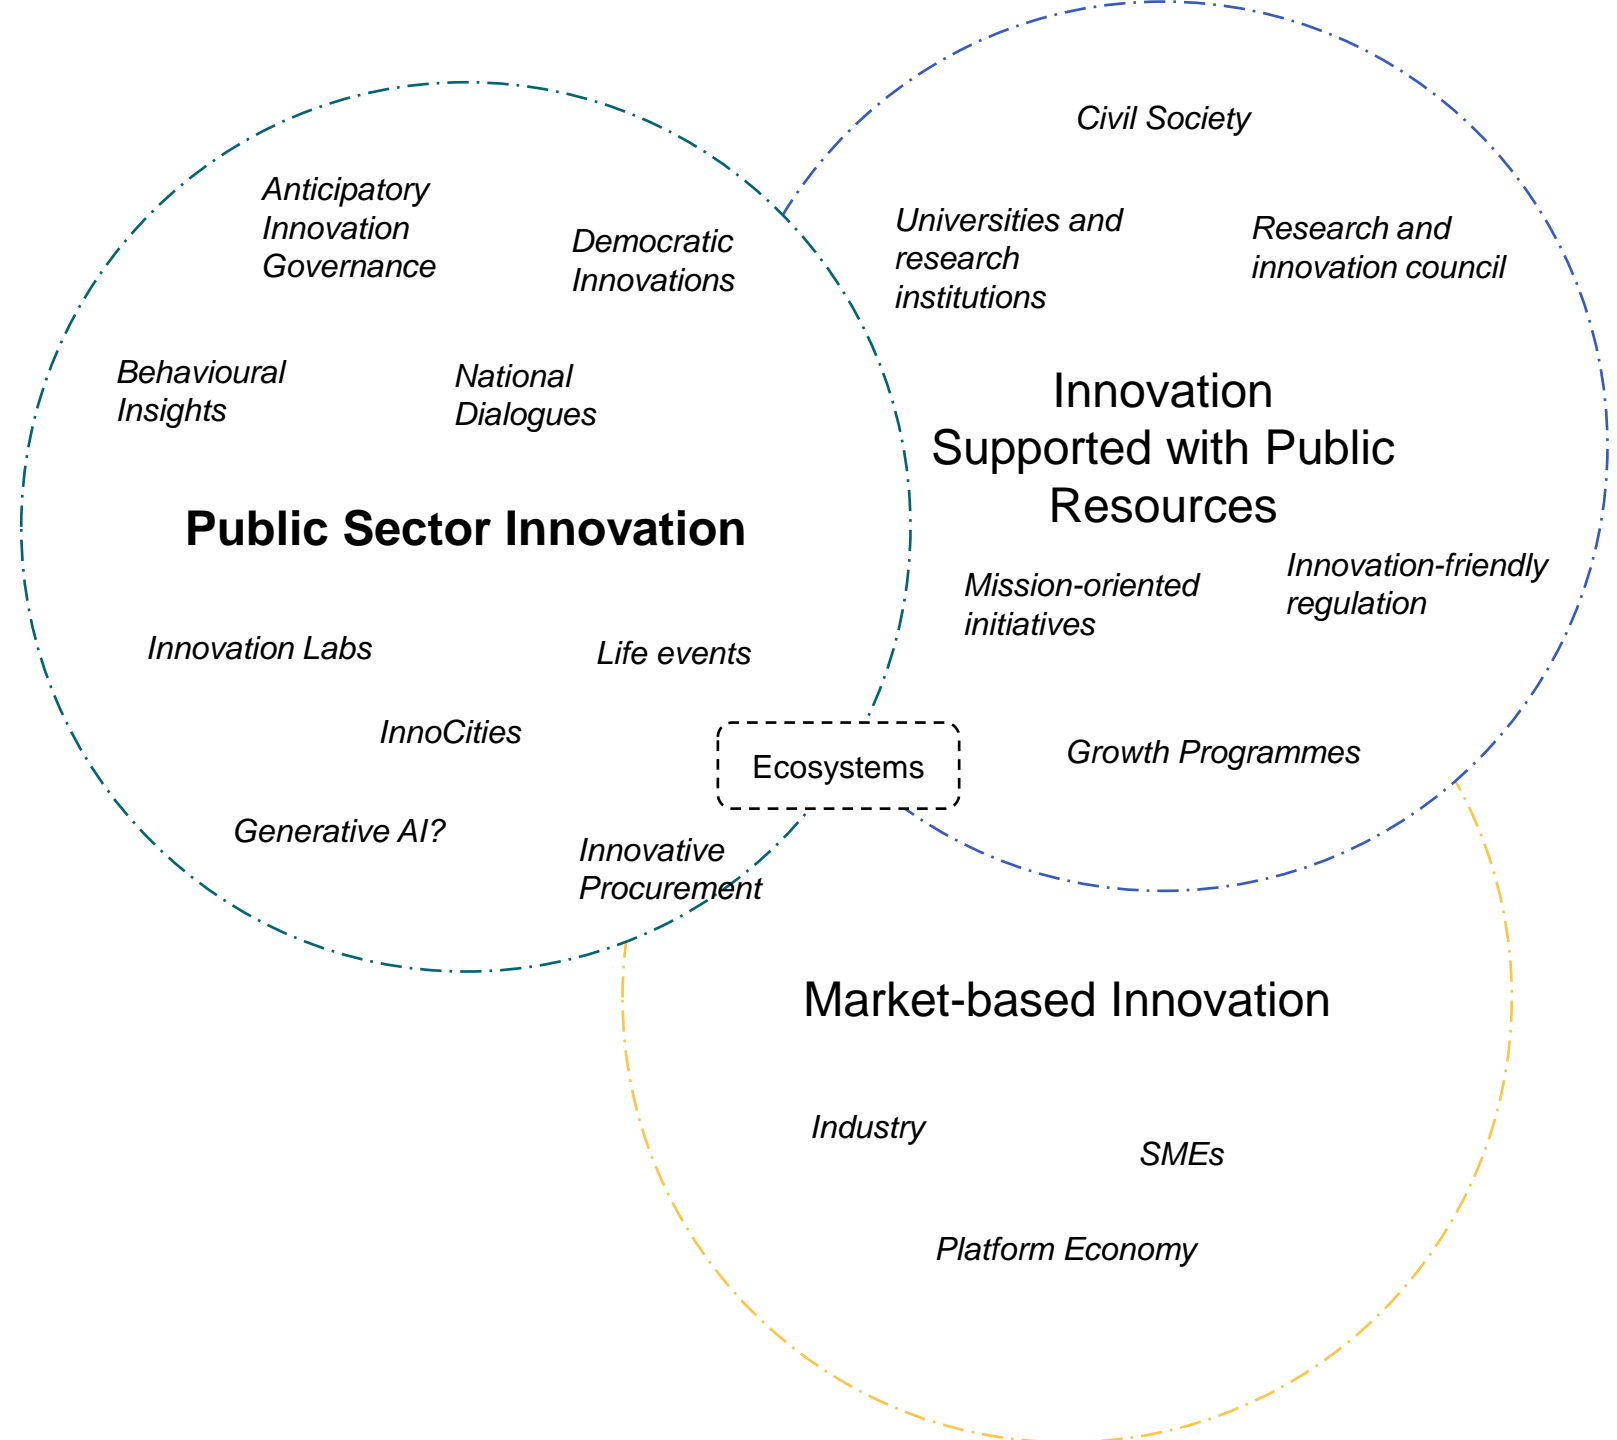 Anticipatory
Innovation
Governance
Democratic
Innovations
Behavioural
Insights
National
Dialogues
Public Sector Innovation
Innovation Labs
Life events
InnoCities
Generative AI?
Innovative
Procurement
Ecosystems
Civil Society
Universities and
research
institutions
Research and
innovation council
Innovation
Supported with Public
Resources
Mission-oriented
initiatives
Innovation-friendly
regulation
Growth Programmes
Market-based Innovation
Industry
SMEs
Platform Economy